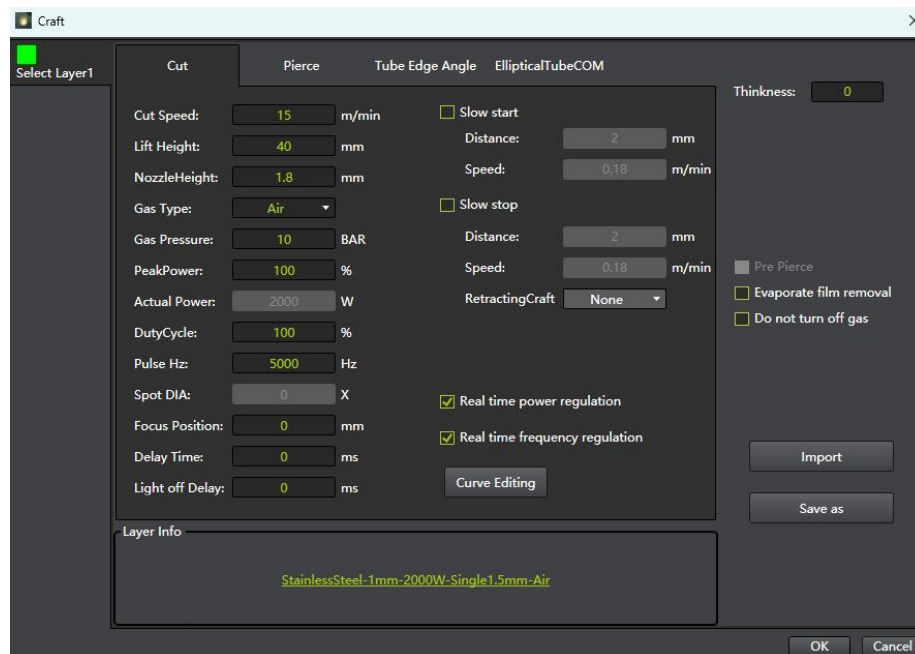 Craft
Select Layer1
Cut
Pierce
Tube Edge Angle
EllipticalTubeCOM
Cut Speed: 15 m/min
Lift Height: 40 mm
NozzleHeight: 1.8 mm
Gas Type: Air
Gas Pressure: 10 BAR
PeakPower: 100 %
Actual Power: 2000 W
DutyCycle: 100 %
Pulse Hz: 5000 Hz
Spot DIA: 0 X
Focus Position: 0 mm
Delay Time: 0 ms
Light off Delay: 0 ms
Slow start
Distance: 2 mm
Speed: 0.18 m/min
Slow stop
Distance: 2 mm
Speed: 0.18 m/min
RetractingCraft None
Real time power regulation
Real time frequency regulation
Curve Editing
Thinkness: 0
Pre Pierce
Evaporate film removal
Do not turn off gas
Import
Save as
Layer Info
StainlessSteel-1mm-2000W-Single1.5mm-Air
OK
Cancel